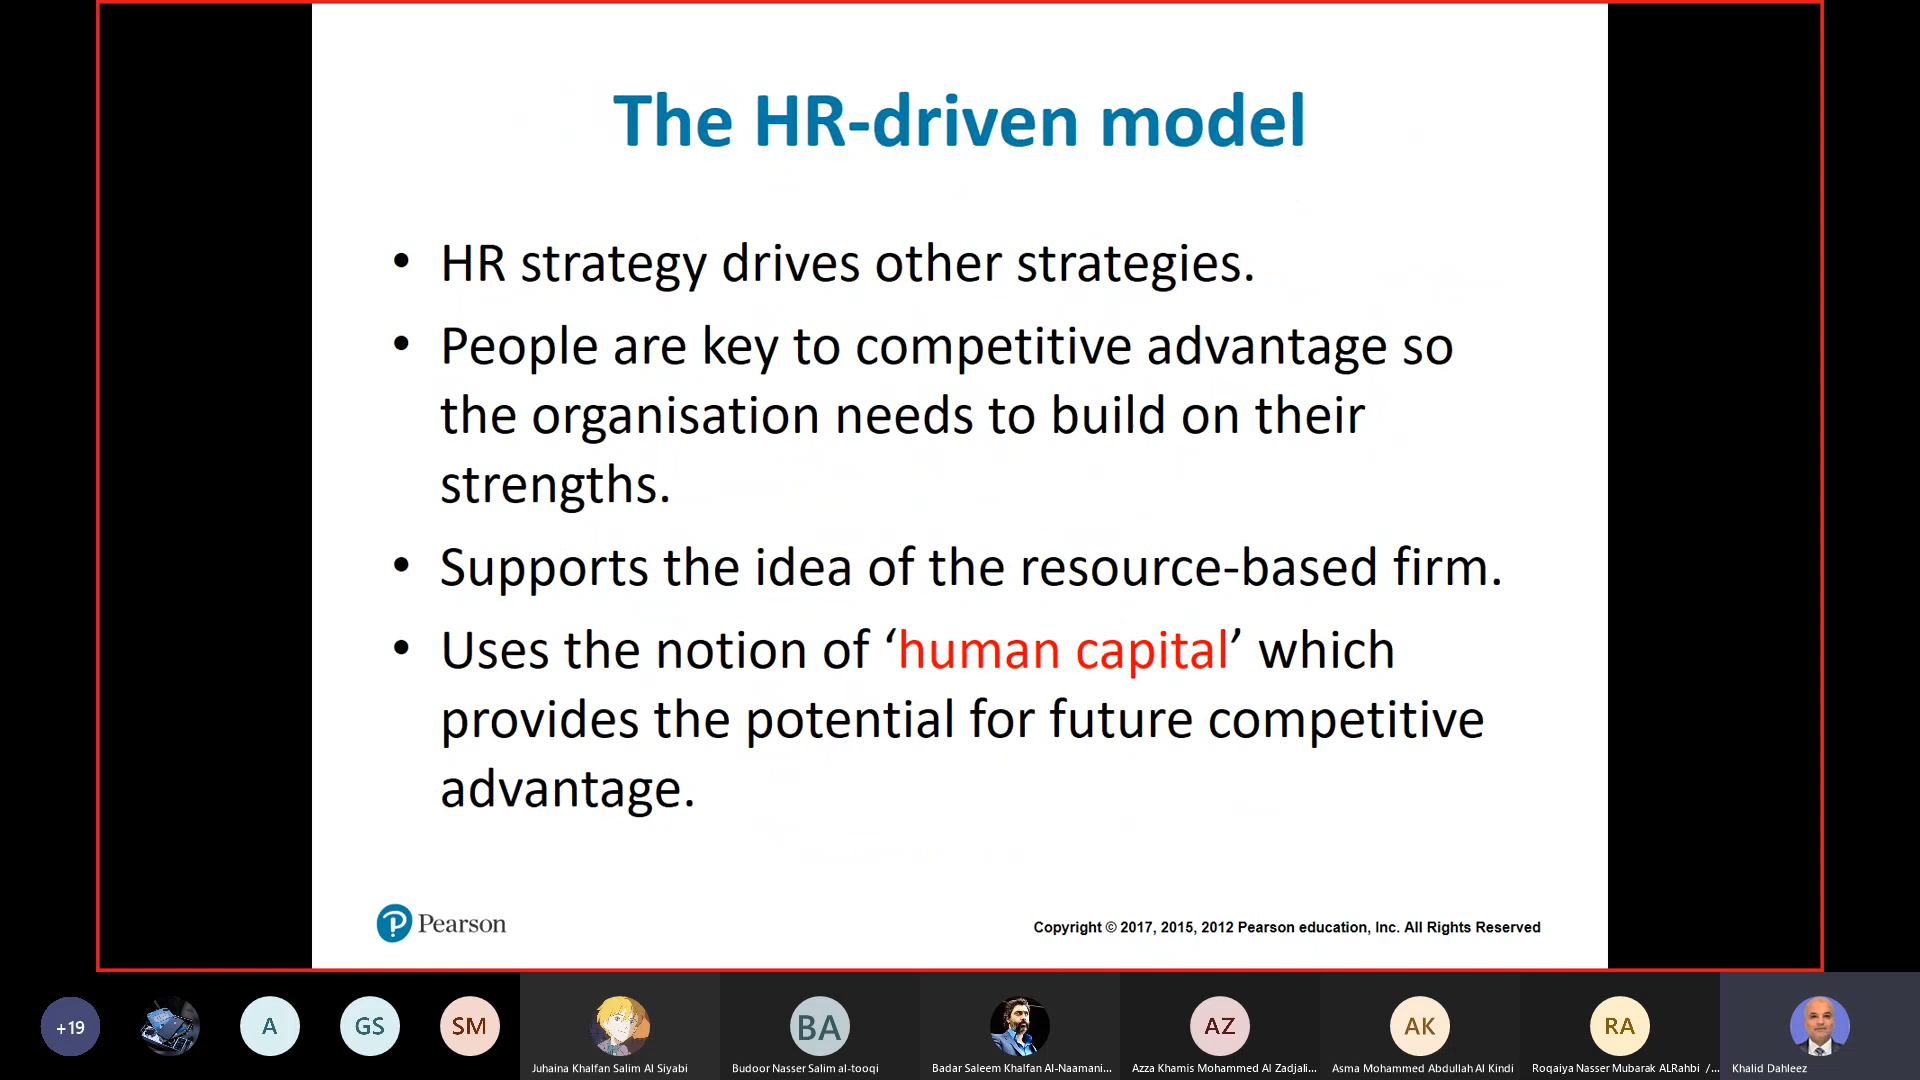 The HR-driven model
• HR strategy drives other strategies.
• People are key to competitive advantage so
the organisation needs to build on their
strengths.
• Supports the idea of the resource-based firm.
• Uses the notion of ‘human capital’ which
provides the potential for future competitive
advantage.
Pearson
Copyright © 2017, 2015, 2012 Pearson education, Inc. All Rights Reserved
+19
A
GS
SM
BA
AZ
AK
RA
Juhaina Khalfan Salim Al Siyabi
Budoor Nasser Salim al-tooqi
Badar Saleem Khalfan Al-Naamani...
Azza Khamis Mohammed Al Zadjali...
Asma Mohammed Abdullah Al Kindi
Roqaiya Nasser Mubarak ALRahbi /...
Khalid Dahleez